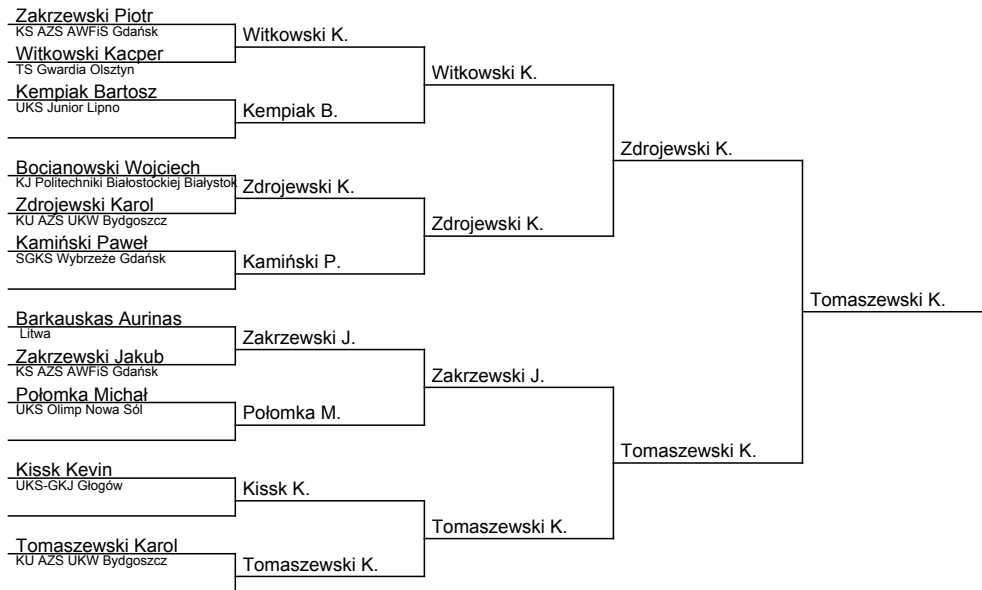 Zakrzewski Piotr
KS AZS AWFiS Gdańsk
Witkowski K.
Witkowski Kacper
TS Gwardia Olsztyn
Witkowski K.
Kempiak Bartosz
UKS Junior Lipno
Kempiak B.
Zdrojewski K.
Bocianowski Wojciech
KJ Politechniki Białostockiej Białystok
Zdrojewski K.
Zdrojewski Karol
KU AZS UKW Bydgoszcz
Zdrojewski K.
Kamiński Paweł
SGKS Wybrzeże Gdańsk
Kamiński P.
Tomaszewski K.
Barkauskas Aurinas
Litwa
Zakrzewski J.
Zakrzewski Jakub
KS AZS AWFiS Gdańsk
Zakrzewski J.
Połomka Michał
UKS Olimp Nowa Sól
Połomka M.
Tomaszewski K.
Kissk Kevin
UKS-GKJ Głogów
Kissk K.
Tomaszewski K.
Tomaszewski Karol
KU AZS UKW Bydgoszcz
Tomaszewski K.